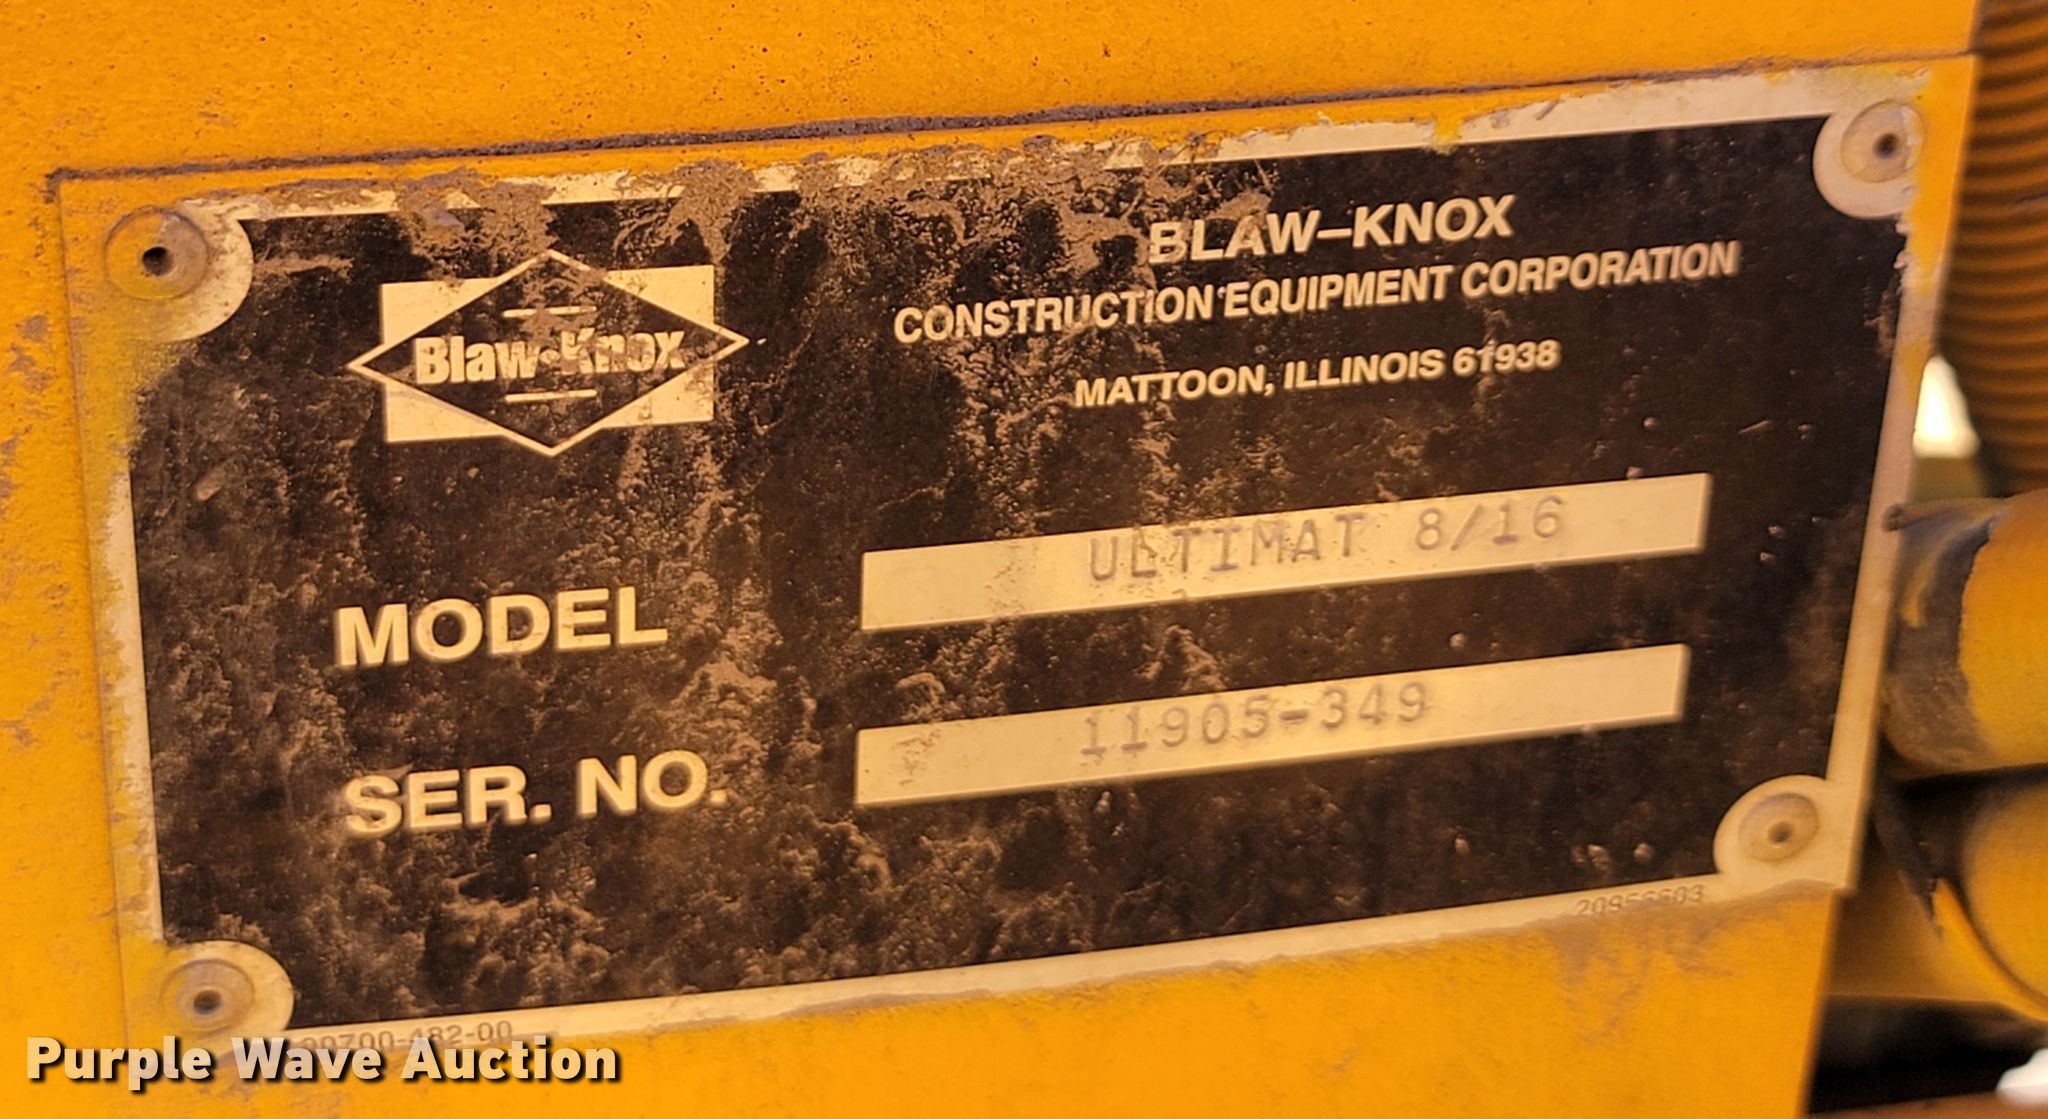 Blaw-Knox
BLAW-KNOX
CONSTRUCTION EQUIPMENT CORPORATION
MATTOON, ILLINOIS 61938
MODEL ULTIMAT 8/16
SER. NO. 11905-349
Purple Wave Auction